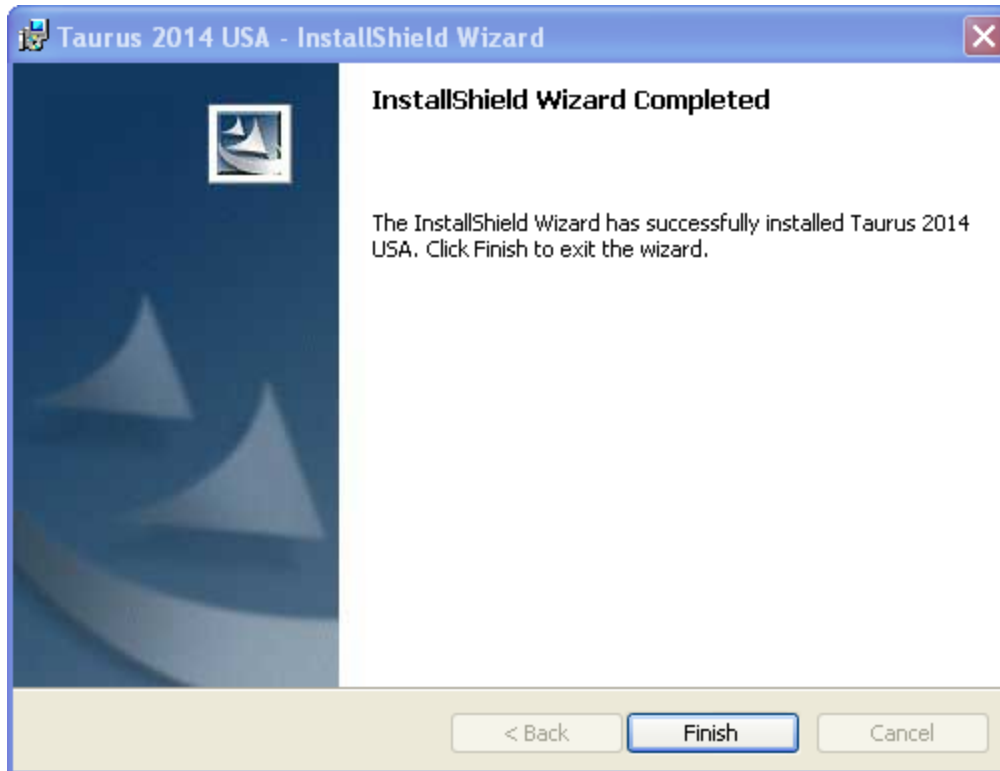 Taurus 2014 USA - InstallShield Wizard
InstallShield Wizard Completed
The InstallShield Wizard has successfully installed Taurus 2014
USA. Click Finish to exit the wizard.
< Back
Finish
Cancel